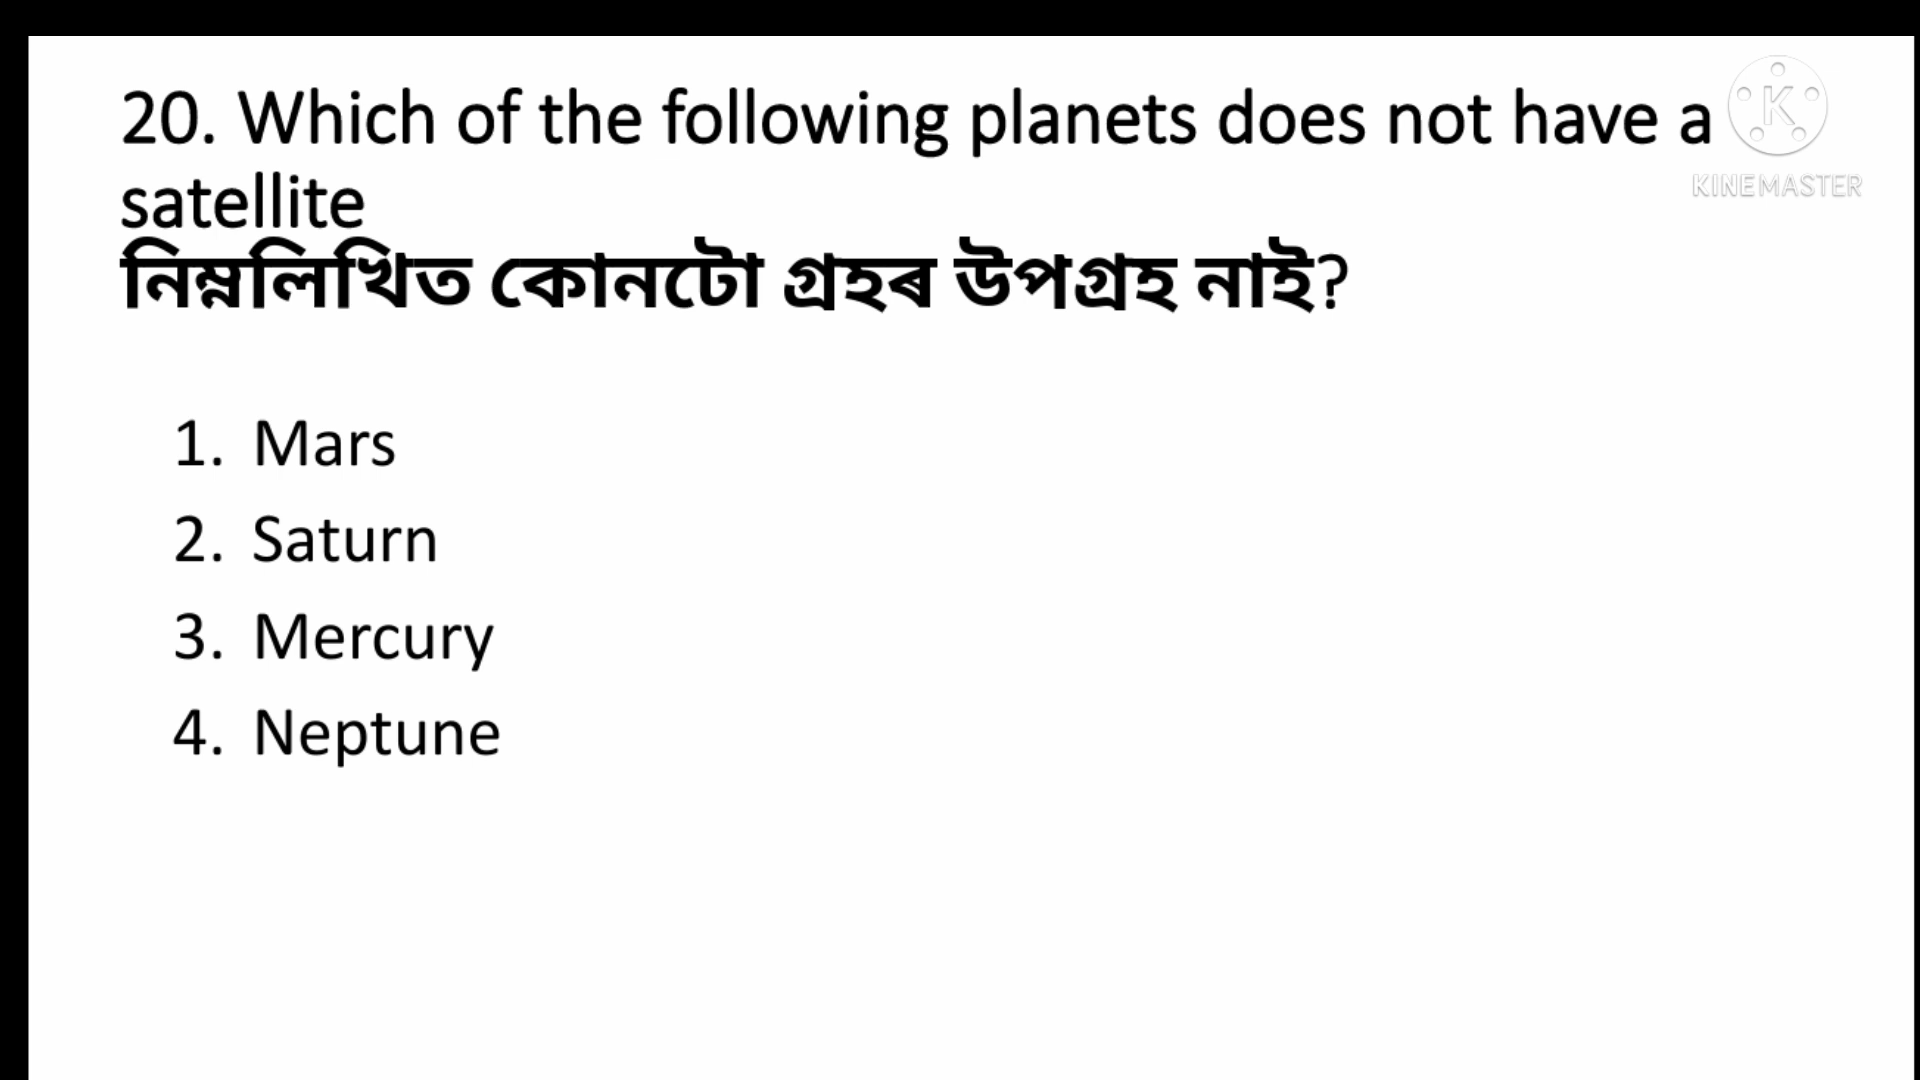 20. Which of the following planets does not have a
satellite
নিম্নলিখিত কোনটো গ্ৰহৰ উপগ্ৰহ নাই?
1. Mars
2. Saturn
3. Mercury
4. Neptune
K
KINEMASTER